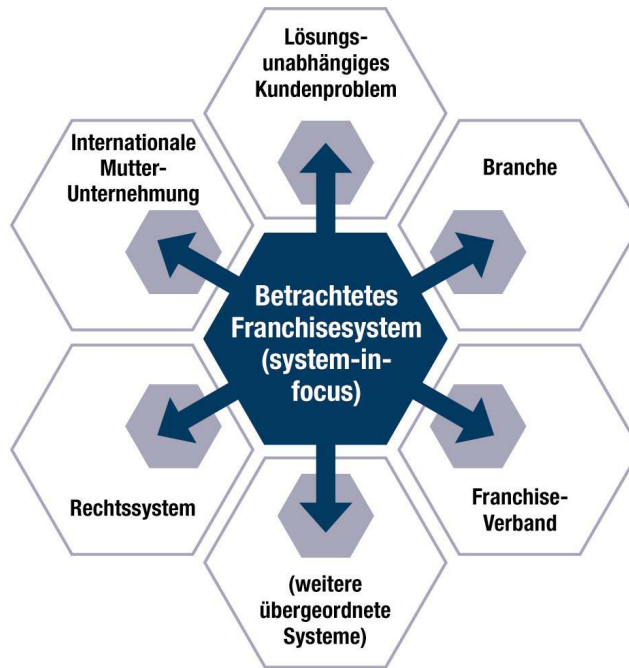 Lösungs-
unabhängiges
Kundenproblem
Internationale
Mutter-
Unternehmung
Branche
Betrachtetes
Franchisesystem
(system-in-
focus)
Rechtssystem
Franchise-
Verband
(weitere
übergeordnete
Systeme)